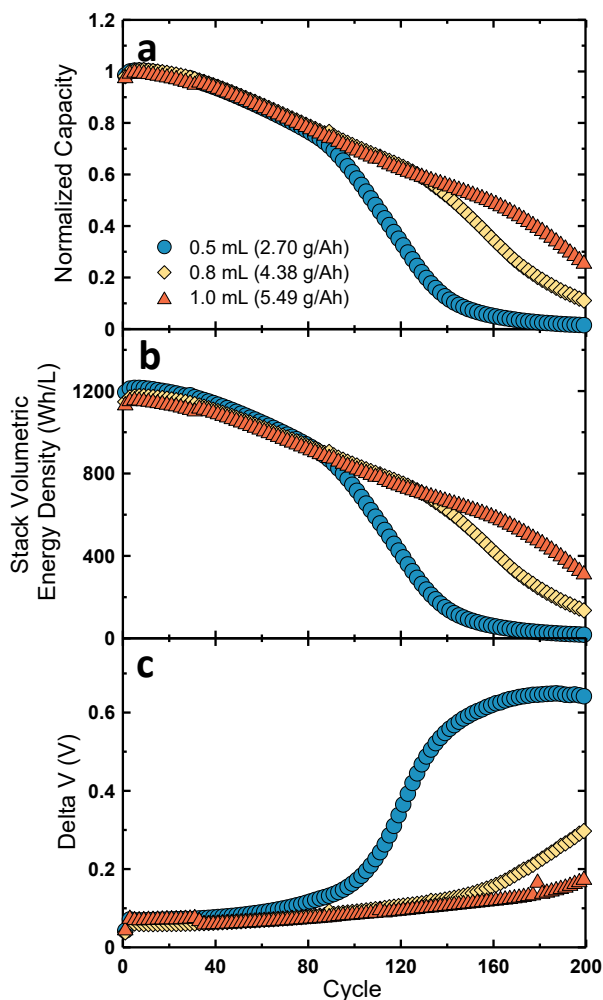 a
Normalized Capacity
1.2
1
0.8
0.6
0.4
0.2
0
0.5 mL (2.70 g/Ah)
0.8 mL (4.38 g/Ah)
1.0 mL (5.49 g/Ah)
b
Stack Volumetric
Energy Density (Wh/L)
1200
800
400
0
c
Delta V (V)
0.6
0.4
0.2
0
0 40 80 120 160 200
Cycle